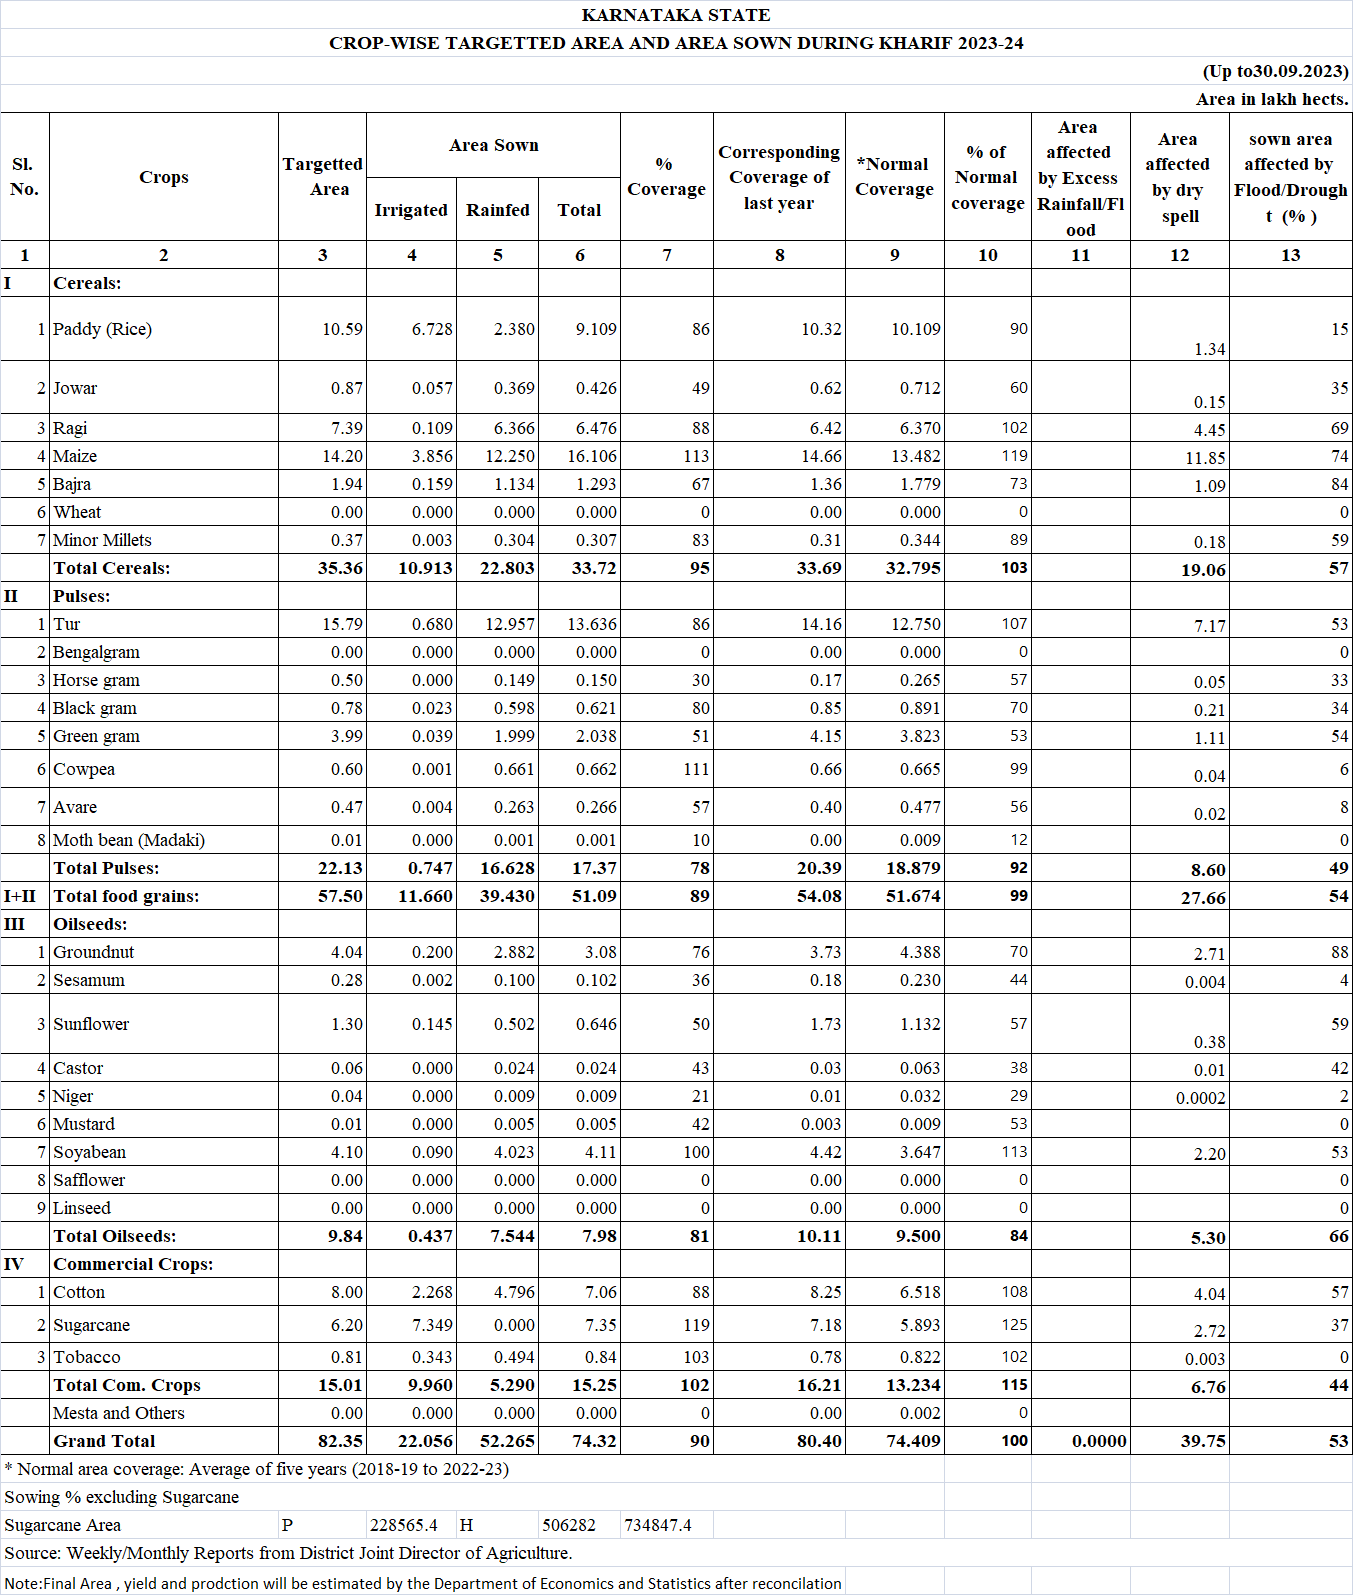 KARNATAKA STATE
CROP-WISE TARGETTED AREA AND AREA SOWN DURING KHARIF 2023-24
(Up to30.09.2023)
Area in lakh hects.
Sl. No. Crops Targetted Area Area Sown % Coverage Corresponding Coverage of last year *Normal Coverage % of Normal coverage Area affected by Excess Rainfall/Fl ood Area affected by dry spell sown area affected by Flood/Drough t (% )
Irrigated Rainfed Total
1 2 3 4 5 6 7 8 9 10 11 12 13
I Cereals:
1 Paddy (Rice) 10.59 6.728 2.380 9.109 86 10.32 10.109 90 1.34 15
2 Jowar 0.87 0.057 0.369 0.426 49 0.62 0.712 60 0.15 35
3 Ragi 7.39 0.109 6.366 6.476 88 6.42 6.370 102 4.45 69
4 Maize 14.20 3.856 12.250 16.106 113 14.66 13.482 119 11.85 74
5 Bajra 1.94 0.159 1.134 1.293 67 1.36 1.779 73 1.09 84
6 Wheat 0.00 0.000 0.000 0.000 0 0.00 0.000 0 0
7 Minor Millets 0.37 0.003 0.304 0.307 83 0.31 0.344 89 0.18 59
Total Cereals: 35.36 10.913 22.803 33.72 95 33.69 32.795 103 19.06 57
II Pulses:
1 Tur 15.79 0.680 12.957 13.636 86 14.16 12.750 107 7.17 53
2 Bengalgram 0.00 0.000 0.000 0.000 0 0.00 0.000 0 0
3 Horse gram 0.50 0.000 0.149 0.150 30 0.17 0.265 57 0.05 33
4 Black gram 0.78 0.023 0.598 0.621 80 0.85 0.891 70 0.21 34
5 Green gram 3.99 0.039 1.999 2.038 51 4.15 3.823 53 1.11 54
6 Cowpea 0.60 0.001 0.661 0.662 111 0.66 0.665 99 0.04 6
7 Avare 0.47 0.004 0.263 0.266 57 0.40 0.477 56 0.02 8
8 Moth bean (Madaki) 0.01 0.000 0.001 0.001 10 0.00 0.009 12 0
Total Pulses: 22.13 0.747 16.628 17.37 78 20.39 18.879 92 8.60 49
I+II Total food grains: 57.50 11.660 39.430 51.09 89 54.08 51.674 99 27.66 54
III Oilseeds:
1 Groundnut 4.04 0.200 2.882 3.08 76 3.73 4.388 70 2.71 88
2 Sesamum 0.28 0.002 0.100 0.102 36 0.18 0.230 44 0.004 4
3 Sunflower 1.30 0.145 0.502 0.646 50 1.73 1.132 57 0.38 59
4 Castor 0.06 0.000 0.024 0.024 43 0.03 0.063 38 0.01 42
5 Niger 0.04 0.000 0.009 0.009 21 0.01 0.032 29 0.0002 2
6 Mustard 0.01 0.000 0.005 0.005 42 0.003 0.009 53 0
7 Soyabean 4.10 0.090 4.023 4.11 100 4.42 3.647 113 2.20 53
8 Safflower 0.00 0.000 0.000 0.000 0 0.00 0.000 0 0
9 Linseed 0.00 0.000 0.000 0.000 0 0.00 0.000 0 0
Total Oilseeds: 9.84 0.437 7.544 7.98 81 10.11 9.500 84 5.30 66
IV Commercial Crops:
1 Cotton 8.00 2.268 4.796 7.06 88 8.25 6.518 108 4.04 57
2 Sugarcane 6.20 7.349 0.000 7.35 119 7.18 5.893 125 2.72 37
3 Tobacco 0.81 0.343 0.494 0.84 103 0.78 0.822 102 0.003 0
Total Com. Crops 15.01 9.960 5.290 15.25 102 16.21 13.234 115 6.76 44
Mesta and Others 0.00 0.000 0.000 0.000 0 0.00 0.002 0
Grand Total 82.35 22.056 52.265 74.32 90 80.40 74.409 100 0.0000 39.75 53
* Normal area coverage: Average of five years (2018-19 to 2022-23)
Sowing % excluding Sugarcane
Sugarcane Area P 228565.4 H 506282 734847.4
Source: Weekly/Monthly Reports from District Joint Director of Agriculture.
Note:Final Area , yield and prodction will be estimated by the Department of Economics and Statistics after reconcilation